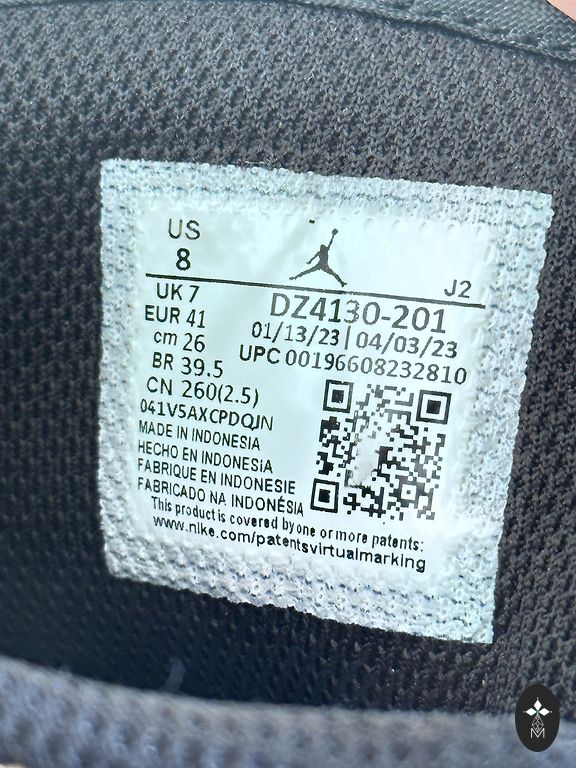 US
8
J2
UK 7
DZ4130-201
EUR 41
01/13/23 | 04/03/23
cm 26
UPC 00196608232810
BR 39.5
CN 260(2.5)
041V5AXCPDQJN
MADE IN INDONESIA
HECHO EN INDONESIA
FABRIQUE EN INDONESIE
FABRICADO NA INDONÉSIA
This product is covered by one or more patents:
www.nike.com/patentsvirtualmarking
M